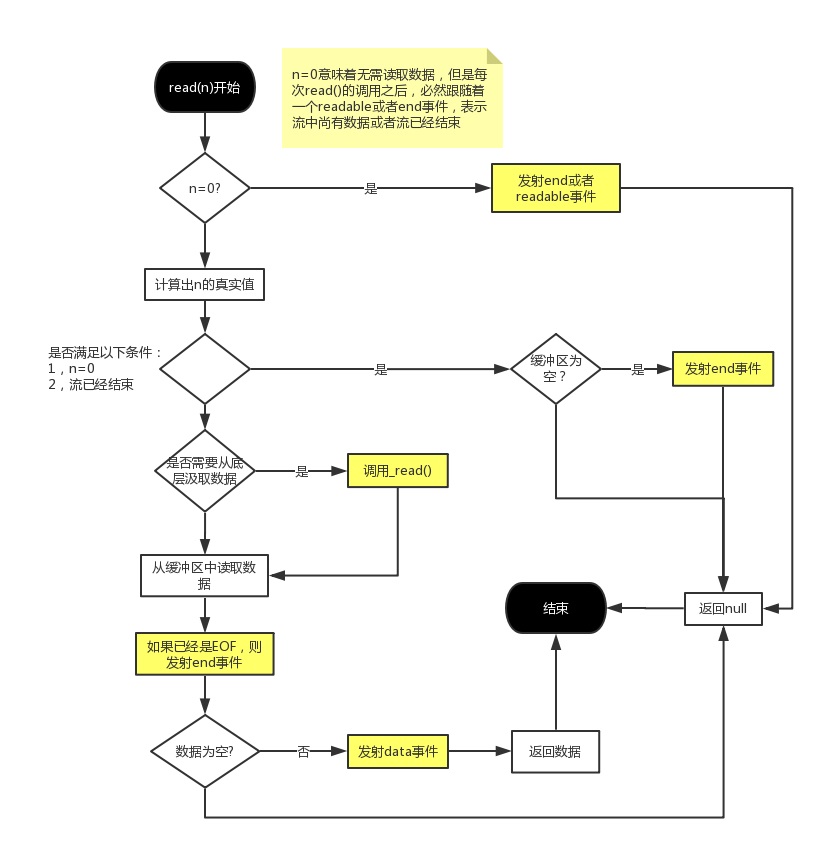 read(n)开始
n=0意味着无需读取数据，但是每
次read()的调用之后，必然跟随着
一个readable或者end事件，表示
流中尚有数据或者流已经结束
n=0?
是
发射end或者
readable事件
计算出n的真实值
是否满足以下条件：
1，n=0
2，流已经结束
是
缓冲区为
空？
是
发射end事件
是否需要从底
层汲取数据
是
调用_read()
从缓冲区中读取数
据
结束
返回null
如果已经是EOF，则
发射end事件
数据为空?
否
发射data事件
返回数据